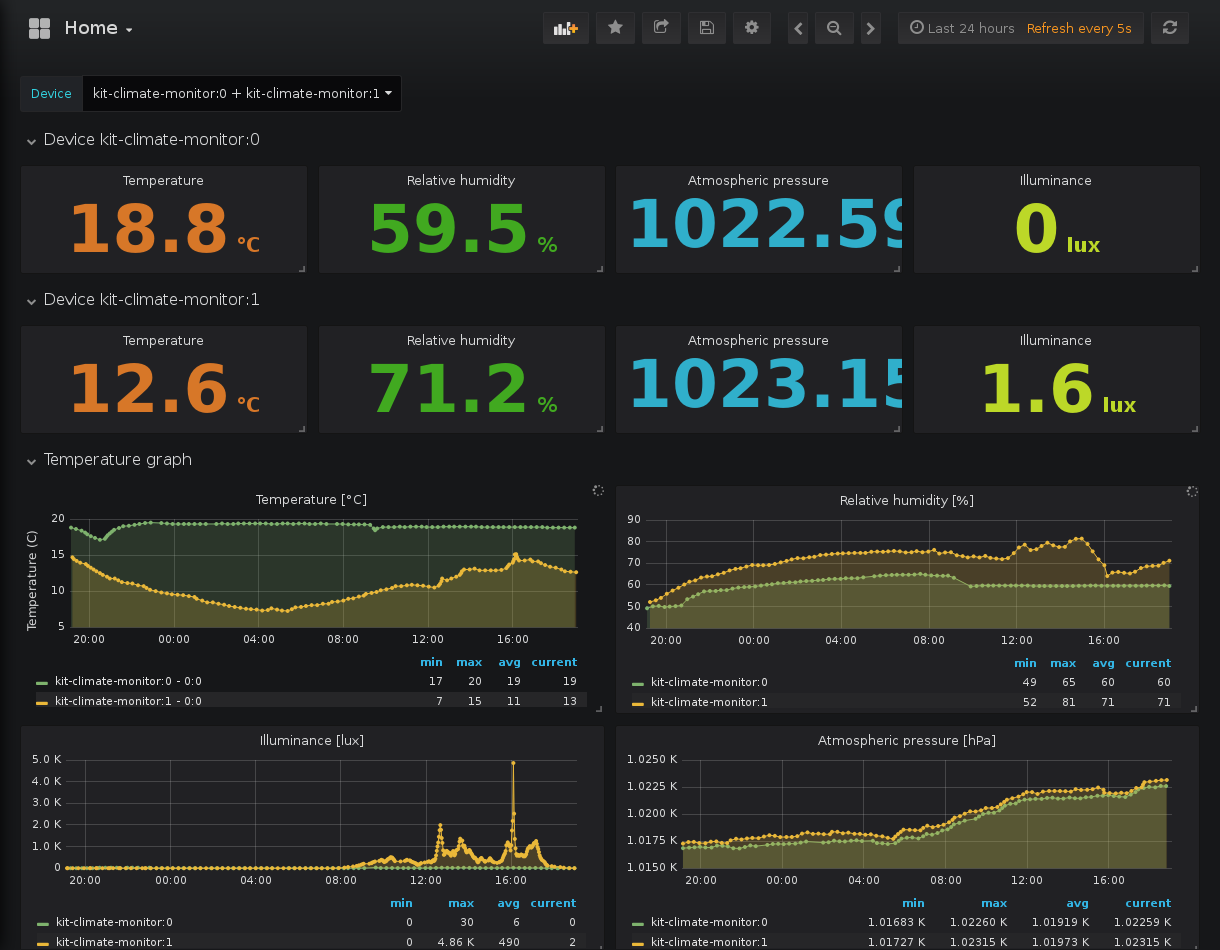 Home
Last 24 hours Refresh every 5s
Device kit-climate-monitor:0 + kit-climate-monitor:1
Device kit-climate-monitor:0
Temperature Relative humidity Atmospheric pressure Illuminance
18.8 °C 59.5 % 1022.59 0 lux
Device kit-climate-monitor:1
Temperature Relative humidity Atmospheric pressure Illuminance
12.6 °C 71.2 % 1023.15 1.6 lux
Temperature graph
Temperature [°C]
Temperature (C)
20
15
10
5
20:00 00:00 04:00 08:00 12:00 16:00
min max avg current
kit-climate-monitor:0 - 0:0 17 20 19 19
kit-climate-monitor:1 - 0:0 7 15 11 13
Relative humidity [%]
90
80
70
60
50
40
20:00 00:00 04:00 08:00 12:00 16:00
min max avg current
kit-climate-monitor:0 49 65 60 60
kit-climate-monitor:1 52 81 71 71
Illuminance [lux]
5.0 K
4.0 K
3.0 K
2.0 K
1.0 K
0
20:00 00:00 04:00 08:00 12:00 16:00
min max avg current
kit-climate-monitor:0 0 30 6 0
kit-climate-monitor:1 0 4.86 K 490 2
Atmospheric pressure [hPa]
1.0250 K
1.0225 K
1.0200 K
1.0175 K
1.0150 K
20:00 00:00 04:00 08:00 12:00 16:00
min max avg current
kit-climate-monitor:0 1.01683 K 1.02260 K 1.01919 K 1.02259 K
kit-climate-monitor:1 1.01727 K 1.02315 K 1.01973 K 1.02315 K